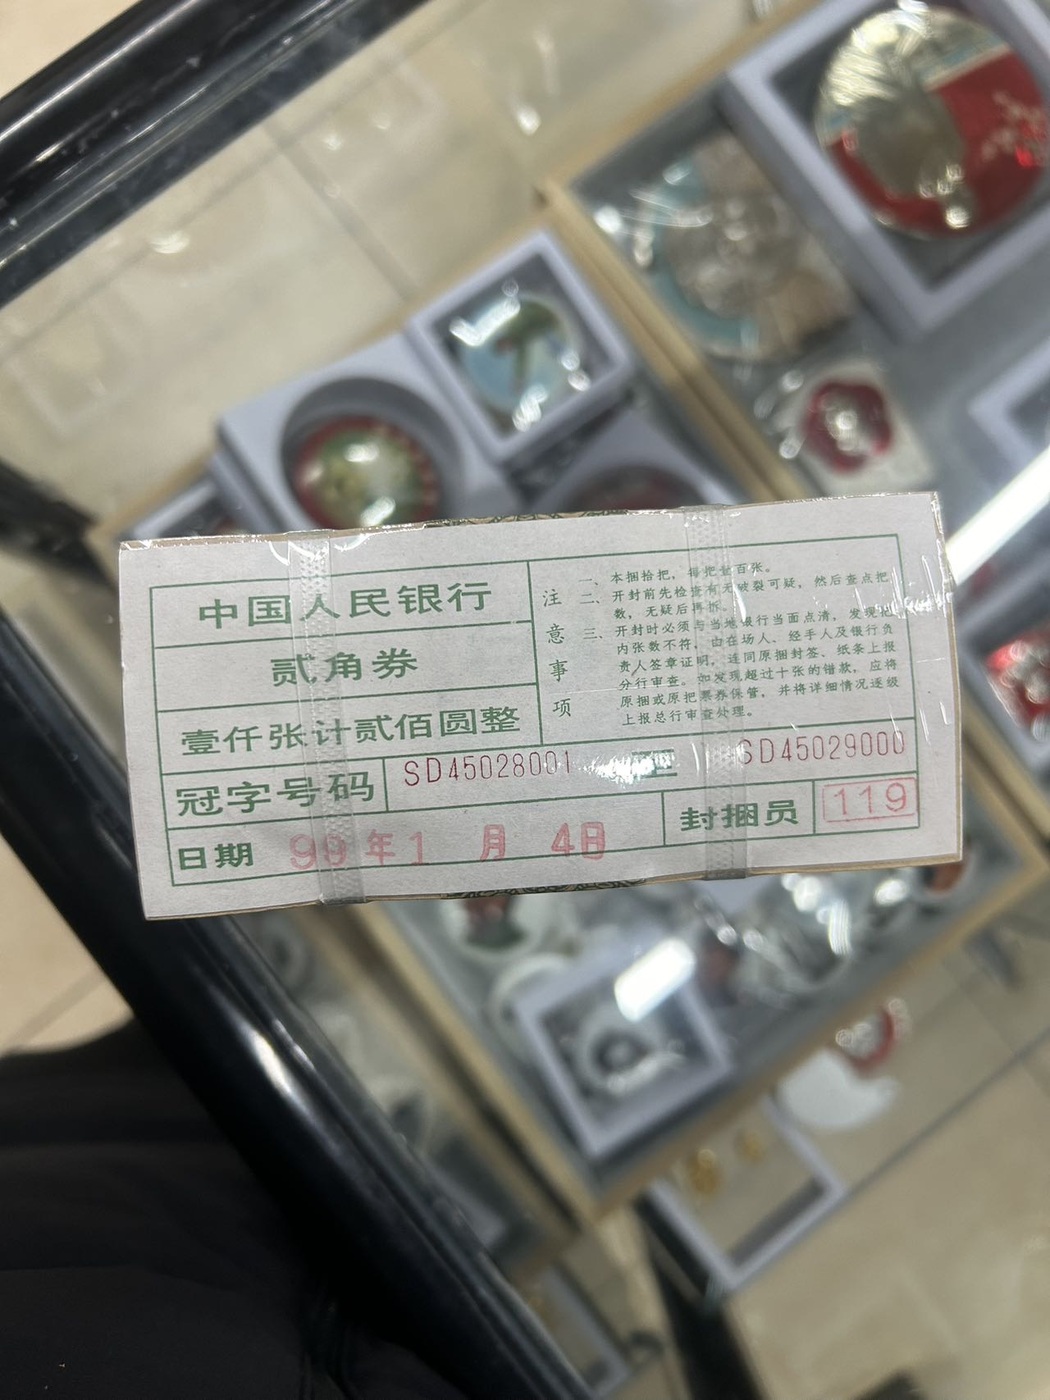 中国人民银行
贰角券
壹仟张计贰佰圆整
冠字号码 SD45028001 SD45029000
日期 99年1月4日 封捆员 119
注意事项
一、本捆拾把，每把壹百张。
二、开封前先检查有无破裂可疑，然后查点把
数，无疑后再拆。
三、开封时必须与当地银行当面点清，发现
内张数不符，由在场人、经手人及银行负
责人签章证明，连同原捆封签、纸条上报
分行审查。如发现超过十张的错款，应将
原捆或原把票券保管，并将详细情况逐级
上报总行审查处理。